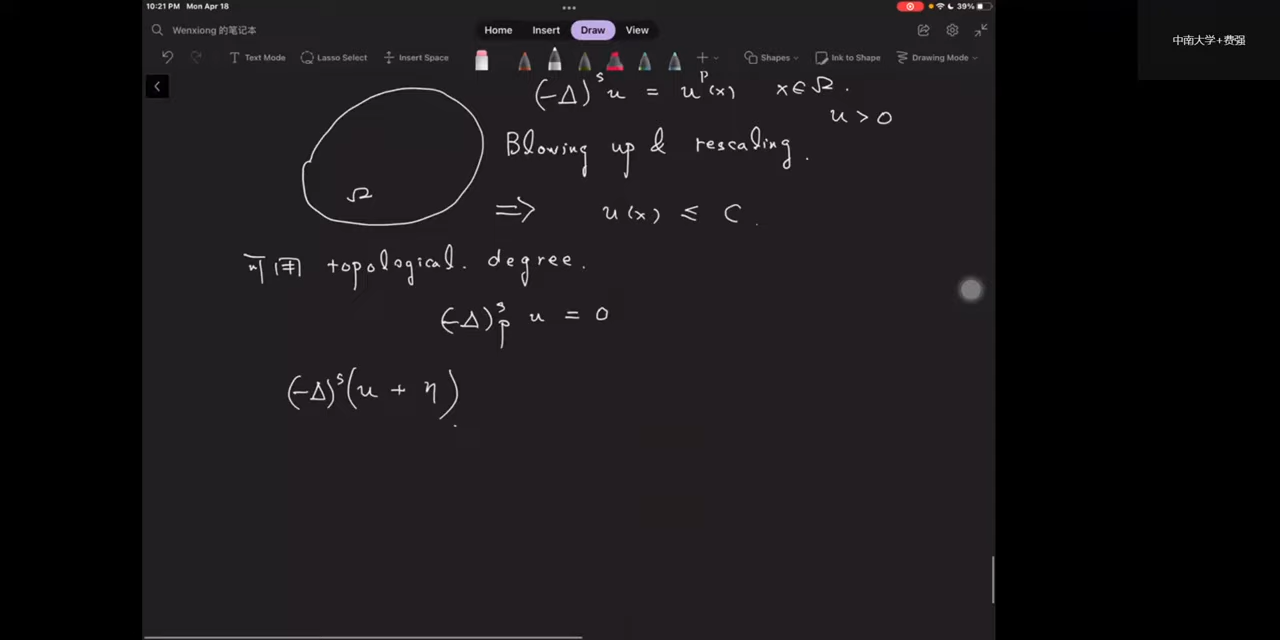 10:21 PM Mon Apr 18
39%
Wenxiong 的笔记本
Home Insert Draw View
Text Mode Lasso Select Insert Space Shapes Ink to Shape Drawing Mode
中南大学+费强
(-Δ)^s u = u^p(x) x∈Ω.
u > 0
Blowing up & rescaling.
Ω
⇒ u(x) ≤ C.
可用 topological. degree.
(-Δ)_p^s u = 0
(-Δ)^s(u + η)